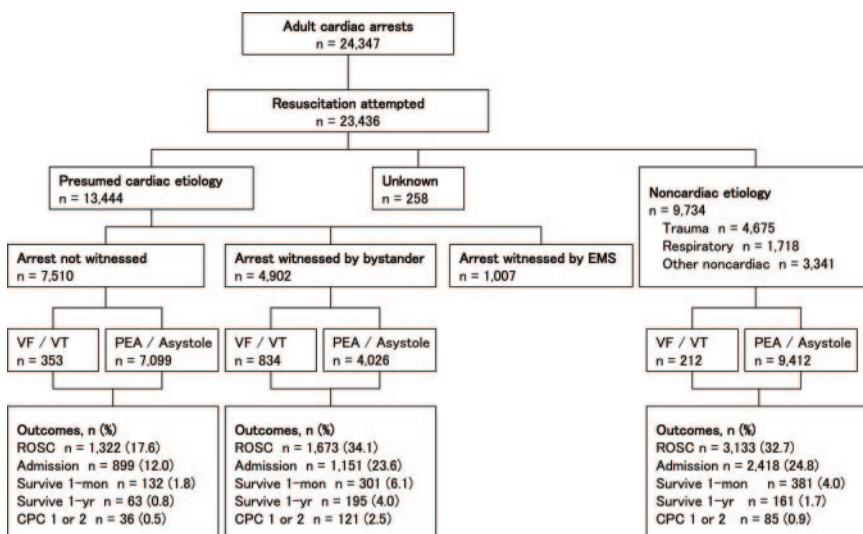 Adult cardiac arrests
n = 24,347
Resuscitation attempted
n = 23,436
Presumed cardiac etiology
n = 13,444
Unknown
n = 258
Noncardiac etiology
n = 9,734
Trauma n = 4,675
Respiratory n = 1,718
Other noncardiac n = 3,341
Arrest not witnessed
n = 7,510
Arrest witnessed by bystander
n = 4,902
Arrest witnessed by EMS
n = 1,007
VF / VT
n = 353
PEA / Asystole
n = 7,099
VF / VT
n = 834
PEA / Asystole
n = 4,026
VF / VT
n = 212
PEA / Asystole
n = 9,412
Outcomes, n (%)
ROSC n = 1,322 (17.6)
Admission n = 899 (12.0)
Survive 1-mon n = 132 (1.8)
Survive 1-yr n = 63 (0.8)
CPC 1 or 2 n = 36 (0.5)
Outcomes, n (%)
ROSC n = 1,673 (34.1)
Admission n = 1,151 (23.6)
Survive 1-mon n = 301 (6.1)
Survive 1-yr n = 195 (4.0)
CPC 1 or 2 n = 121 (2.5)
Outcomes, n (%)
ROSC n = 3,133 (32.7)
Admission n = 2,418 (24.8)
Survive 1-mon n = 381 (4.0)
Survive 1-yr n = 161 (1.7)
CPC 1 or 2 n = 85 (0.9)